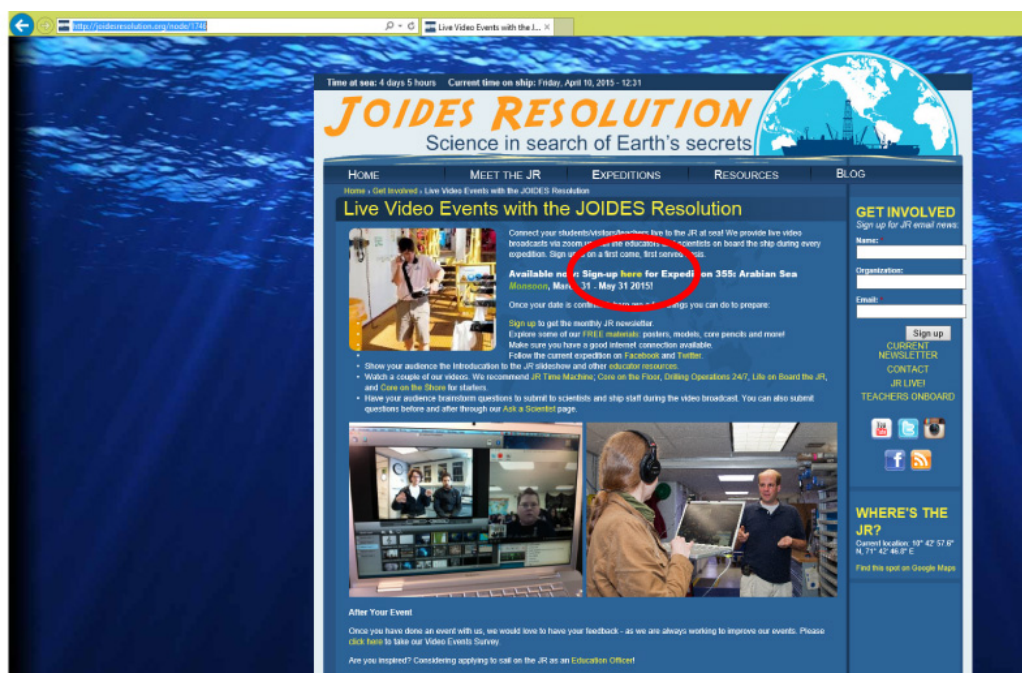 http://joidesresolution.org/node/1746
Live Video Events with the J...
Time at sea: 4 days 5 hours Current time on ship: Friday, April 10, 2015 - 12:31
JOIDES RESOLUTION
Science in search of Earth's secrets
HOME MEET THE JR EXPEDITIONS RESOURCES BLOG
Home › Get Involved › Live Video Events with the JOIDES Resolution
Live Video Events with the JOIDES Resolution
Connect your students/visitors/teachers live to the JR at sea! We provide live video
broadcasts via zoom the educators scientists on board the ship during every
expedition. Sign on a first come, first served basis.
Available now: Sign-up here for Expedition 355: Arabian Sea
Monsoon, March 31 - May 31 2015!
Once your date is here are a things you can do to prepare:
Sign up to get the monthly JR newsletter.
Explore some of our FREE materials: posters, models, core pencils and more!
Make sure you have a good internet connection available.
Follow the current expedition on Facebook and Twitter.
• Show your audience the Introducation to the JR slideshow and other educator resources.
• Watch a couple of our videos. We recommend JR Time Machine; Core on the Floor, Drilling Operations 24/7, Life on Board the JR,
and Core on the Shore for starters.
• Have your audience brainstorm questions to submit to scientists and ship staff during the video broadcast. You can also submit
questions before and after through our Ask a Scientist page.
After Your Event
Once you have done an event with us, we would love to have your feedback - as we are always working to improve our events. Please
click here to take our Video Events Survey.
Are you inspired? Considering applying to sail on the JR as an Education Officer!
GET INVOLVED
Sign up for JR email news:
Name: *
Organization:
Email: *
Sign up
CURRENT
NEWSLETTER
CONTACT
JR LIVE!
TEACHERS ONBOARD
You
Tube
WHERE'S THE
JR?
Current location: 10° 42' 57.6"
N, 71° 42' 46.8" E
Find this spot on Google Maps